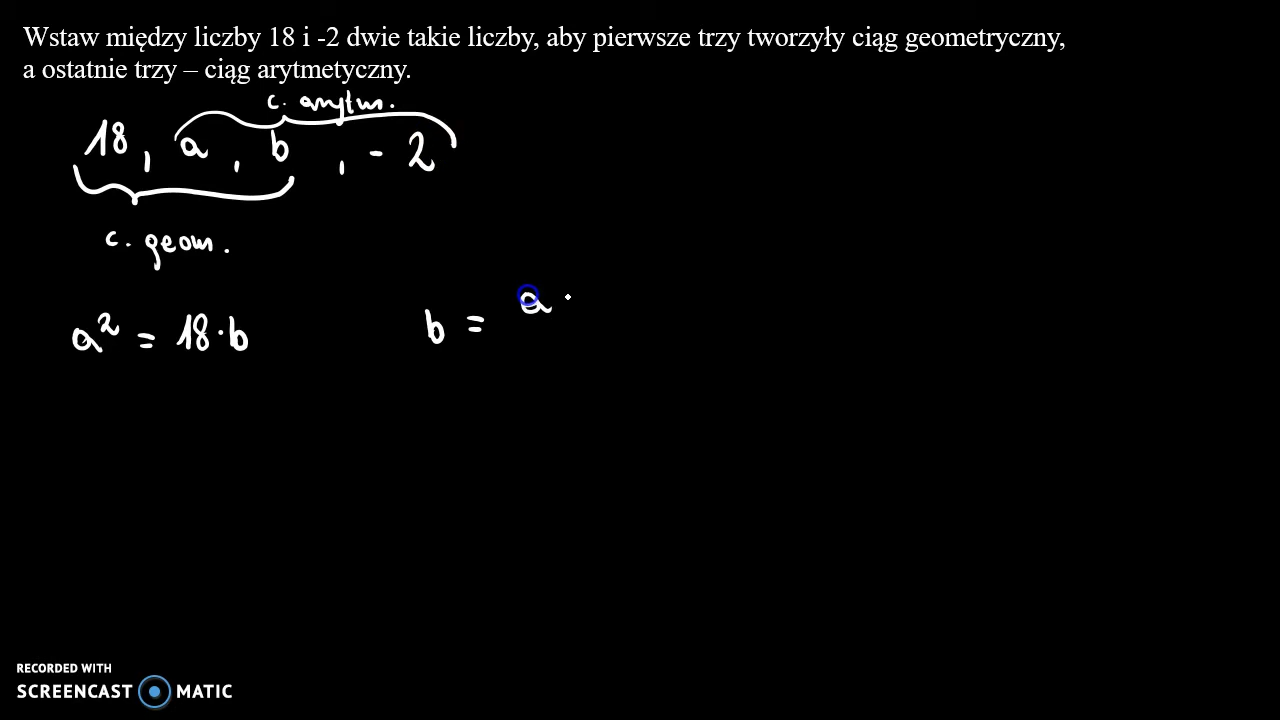 Wstaw między liczby 18 i -2 dwie takie liczby, aby pierwsze trzy tworzyły ciąg geometryczny,
a ostatnie trzy – ciąg arytmetyczny.
c. arytm.
18, a, b, -2
c. geom.
a² = 18·b
b = a
RECORDED WITH
SCREENCAST MATIC